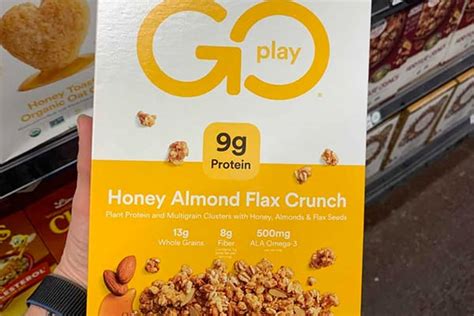 GO
play
9g
Protein
Honey Almond Flax Crunch
Plant Protein and Multigrain Clusters with Honey, Almonds & Flax Seeds
13g
Whole Grains
8g
Fiber
500mg
ALA Omega-3
Honey Toas
Organic Oat C